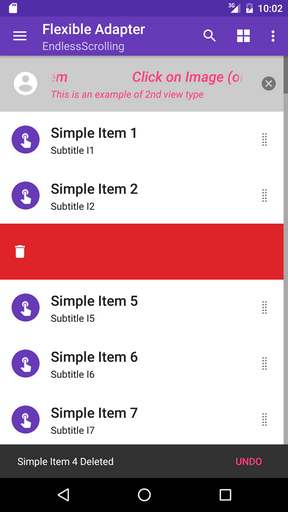 3G 10:02
Flexible Adapter
EndlessScrolling
em Click on Image (o
This is an example of 2nd view type
Simple Item 1
Subtitle I1
Simple Item 2
Subtitle I2
Simple Item 5
Subtitle I5
Simple Item 6
Subtitle I6
Simple Item 7
Subtitle I7
Simple Item 4 Deleted UNDO